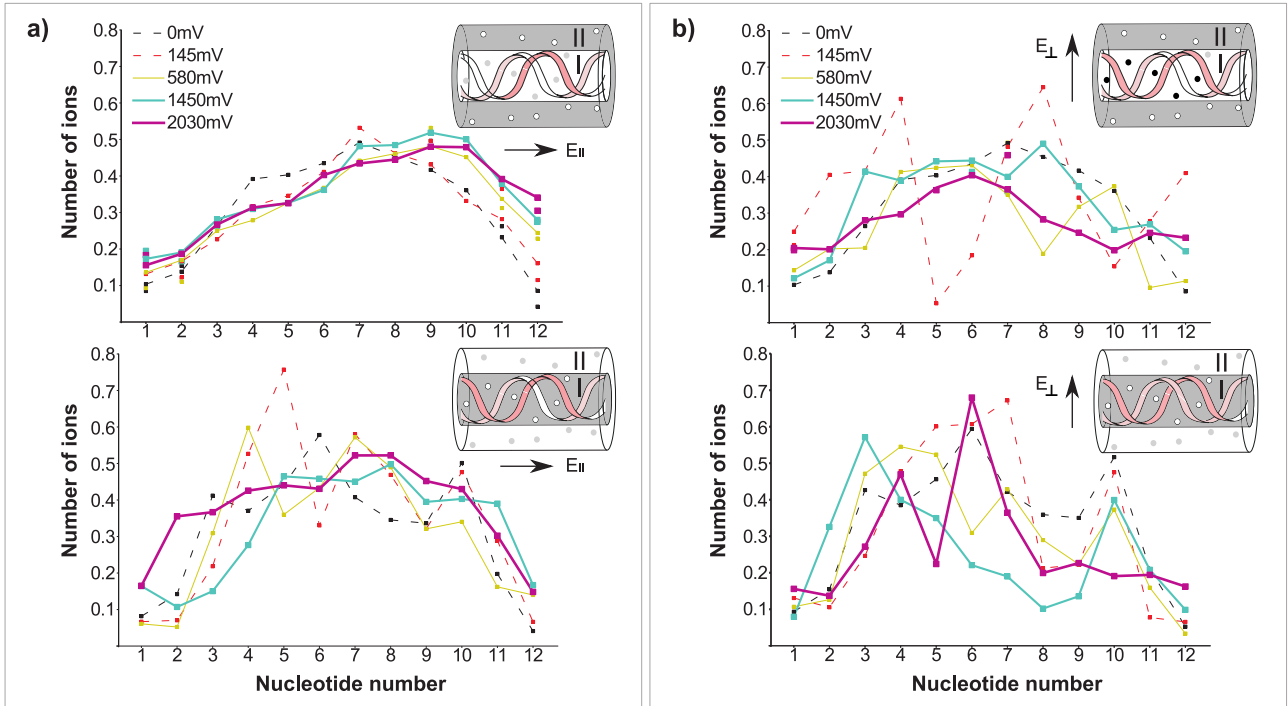 a)
0mV
145mV
580mV
1450mV
2030mV
II
I
E||
Number of ions
0.8
0.7
0.6
0.5
0.4
0.3
0.2
0.1
1 2 3 4 5 6 7 8 9 10 11 12
II
I
E||
Number of ions
0.8
0.7
0.6
0.5
0.4
0.3
0.2
0.1
1 2 3 4 5 6 7 8 9 10 11 12
Nucleotide number
b)
0mV
145mV
580mV
1450mV
2030mV
E⊥
II
I
Number of ions
0.8
0.7
0.6
0.5
0.4
0.3
0.2
0.1
1 2 3 4 5 6 7 8 9 10 11 12
E⊥
II
I
Number of ions
0.8
0.7
0.6
0.5
0.4
0.3
0.2
0.1
1 2 3 4 5 6 7 8 9 10 11 12
Nucleotide number